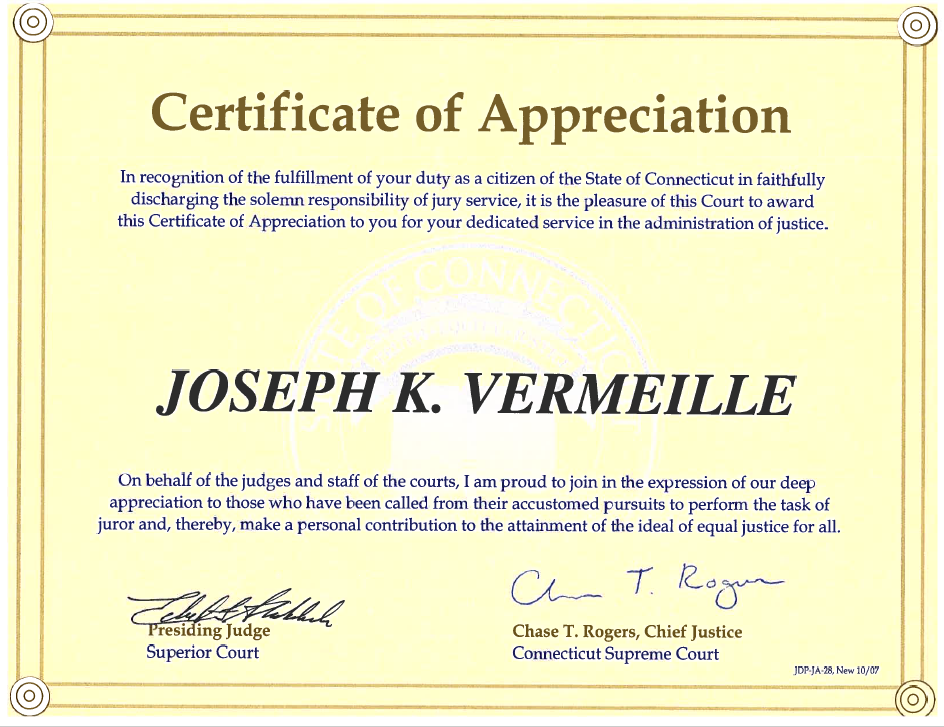 Certificate of Appreciation
In recognition of the fulfillment of your duty as a citizen of the State of Connecticut in faithfully
discharging the solemn responsibility of jury service, it is the pleasure of this Court to award
this Certificate of Appreciation to you for your dedicated service in the administration of justice.
STATE OF CONNECTICUT
JOSEPH K. VERMEILLE
On behalf of the judges and staff of the courts, I am proud to join in the expression of our deep
appreciation to those who have been called from their accustomed pursuits to perform the task of
juror and, thereby, make a personal contribution to the attainment of the ideal of equal justice for all.
T. Rogers
Presiding Judge
Superior Court
Chase T. Rogers, Chief Justice
Connecticut Supreme Court
JDP-JA-28, New 10/07